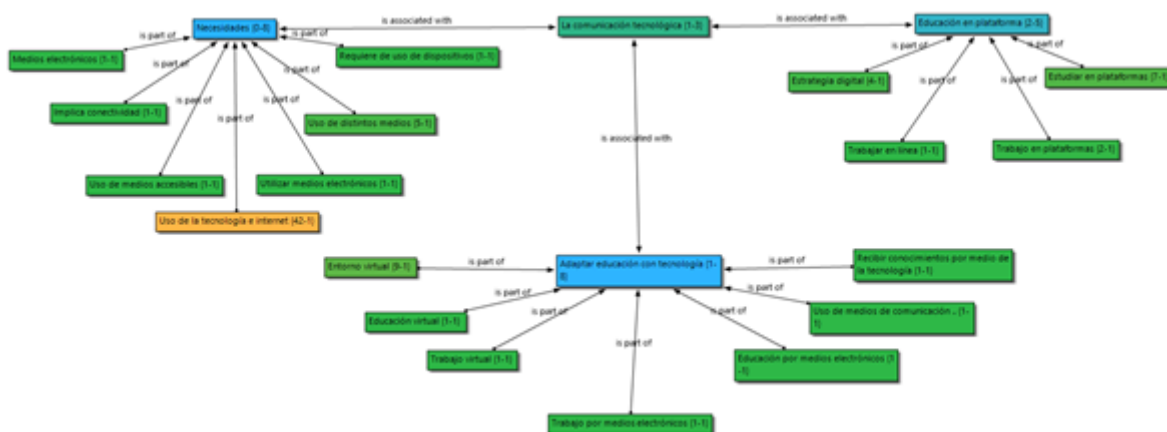 Necesidades {0-8}
is associated with
La comunicación tecnológica {1-3}
is associated with
Educación en plataforma {2-5}
is part of
is part of
Medios electrónicos {1-1}
Requiere de uso de dispositivos {1-1}
is part of
is part of
Implica conectividad {1-1}
Uso de distintos medios {5-1}
is part of
is part of
is part of
Uso de medios accesibles {1-1}
Utilizar medios electrónicos {1-1}
Uso de la tecnología e internet {42-1}
is part of
is part of
Estrategia digital {4-1}
Estudiar en plataformas {7-1
is part of
is part of
Trabajar en línea {1-1}
Trabajo en plataformas {2-1}
is associated with
Entorno virtual {9-1}
is part of
Adaptar educación con tecnología {1-
8}
is part of
Recibir conocimientos por medio de
la tecnología {1-1}
is part of
is part of
Educación virtual {1-1}
Uso de medios de comunicación . {1-
1}
is part of
is part of
Trabajo virtual {1-1}
Educación por medios electrónicos {1
-1}
is part of
Trabajo por medios electrónicos {1-1}